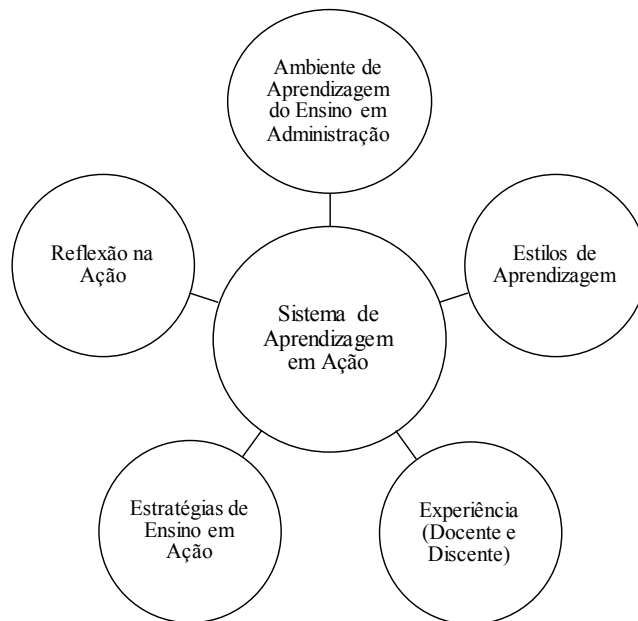 Ambiente de
Aprendizagem
do Ensino em
Administração
Reflexão na
Ação
Estilos de
Aprendizagem
Sistema de
Aprendizagem
em Ação
Estratégias de
Ensino em
Ação
Experiência
(Docente e
Discente)